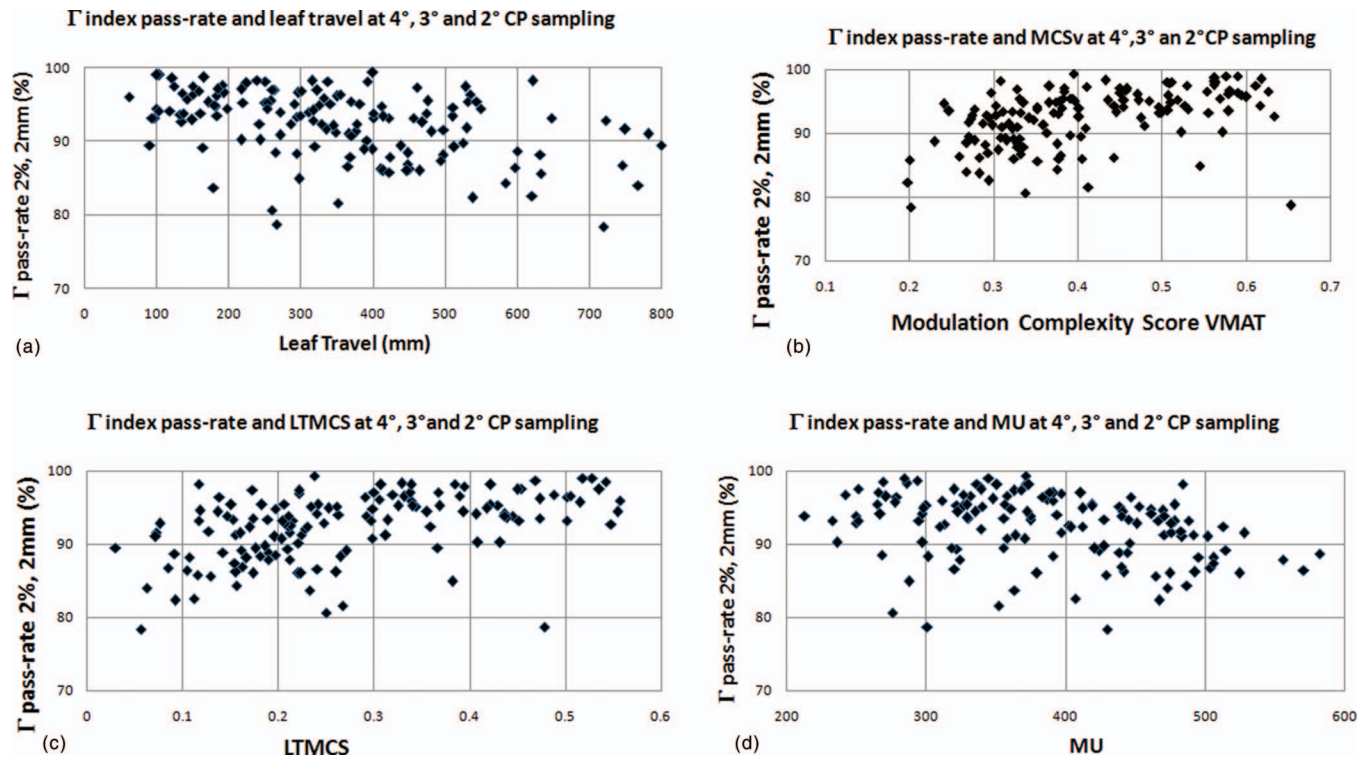 Γ index pass-rate and leaf travel at 4°, 3° and 2° CP sampling
Γ pass-rate 2%, 2mm (%)
100
90
80
70
0 100 200 300 400 500 600 700 800
Leaf Travel (mm)
(a)
Γ index pass-rate and MCSv at 4°,3° an 2°CP sampling
Γ pass-rate 2%, 2mm (%)
100
90
80
70
0.1 0.2 0.3 0.4 0.5 0.6 0.7
Modulation Complexity Score VMAT
(b)
Γ index pass-rate and LTMCS at 4°, 3°and 2° CP sampling
Γ pass-rate 2%, 2mm (%)
100
90
80
70
0 0.1 0.2 0.3 0.4 0.5 0.6
LTMCS
(c)
Γ index pass-rate and MU at 4°, 3° and 2° CP sampling
Γ pass-rate 2%, 2mm (%)
100
90
80
70
200 300 400 500 600
MU
(d)